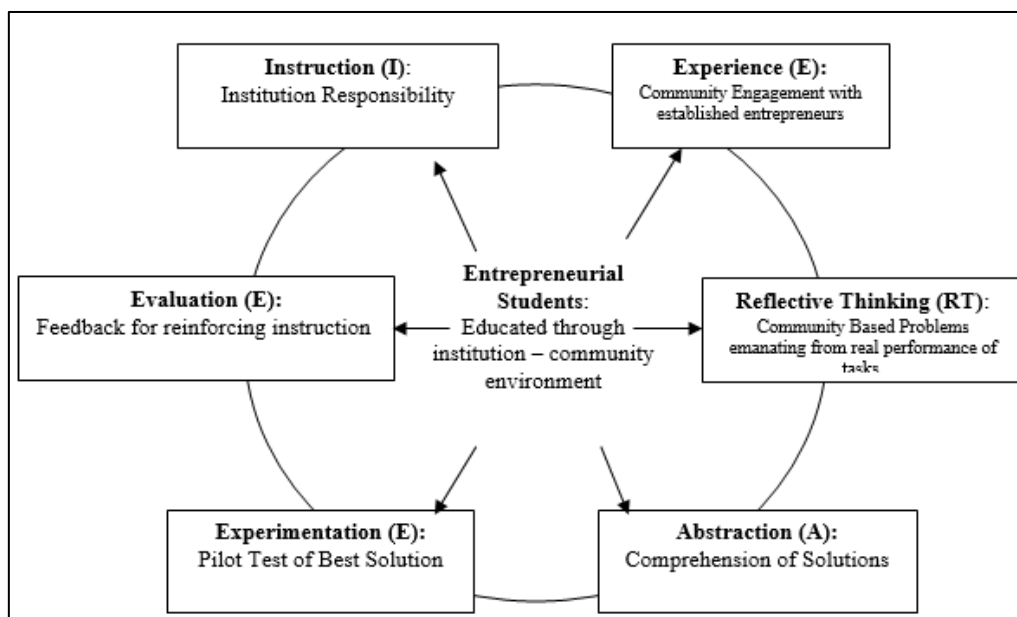 Instruction (I):
Institution Responsibility
Experience (E):
Community Engagement with
established entrepreneurs
Evaluation (E):
Feedback for reinforcing instruction
Entrepreneurial
Students:
Educated through
institution – community
environment
Reflective Thinking (RT):
Community Based Problems
emanating from real performance of
tasks
Experimentation (E):
Pilot Test of Best Solution
Abstraction (A):
Comprehension of Solutions